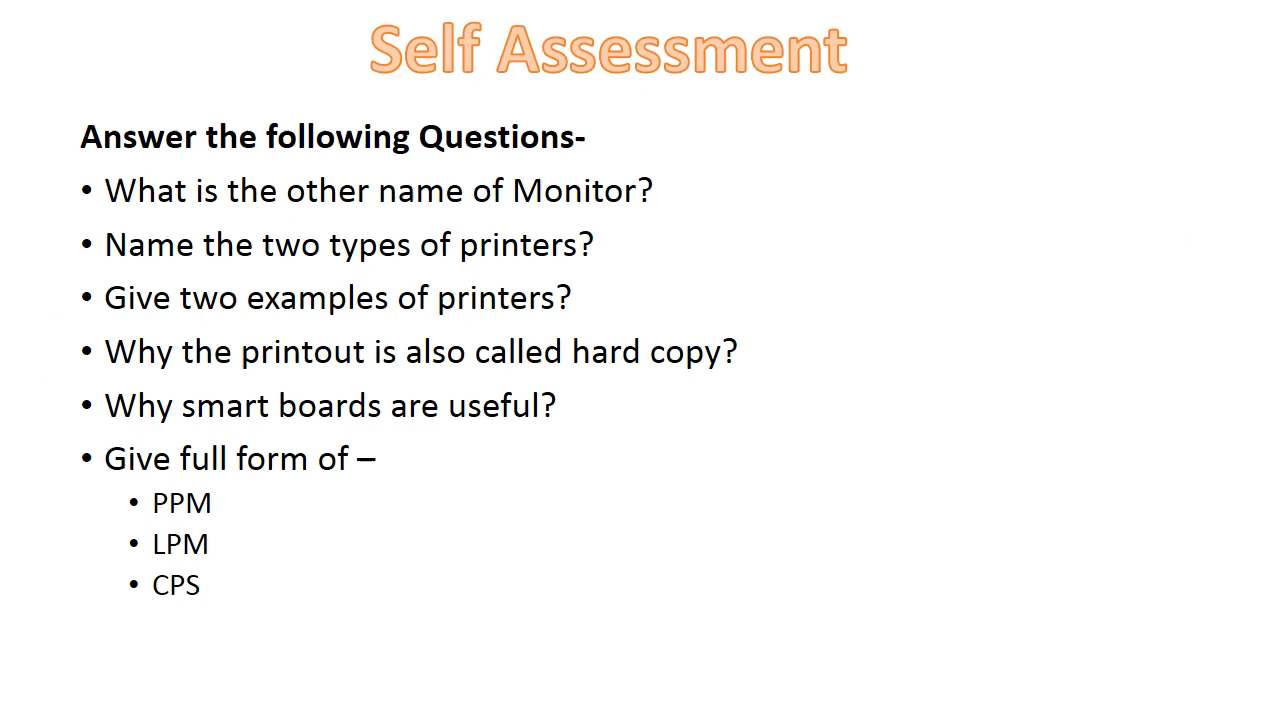 Self Assessment
Answer the following Questions-
• What is the other name of Monitor?
• Name the two types of printers?
• Give two examples of printers?
• Why the printout is also called hard copy?
• Why smart boards are useful?
• Give full form of –
• PPM
• LPM
• CPS